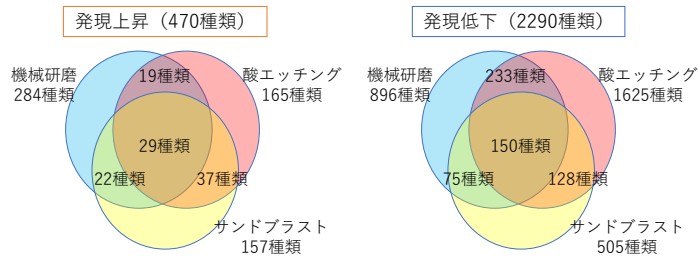 発現上昇（470種類）
機械研磨
284種類
19種類
酸エッチング
165種類
29種類
22種類
37種類
サンドブラスト
157種類
発現低下（2290種類）
機械研磨
896種類
233種類
酸エッチング
1625種類
150種類
75種類
128種類
サンドブラスト
505種類